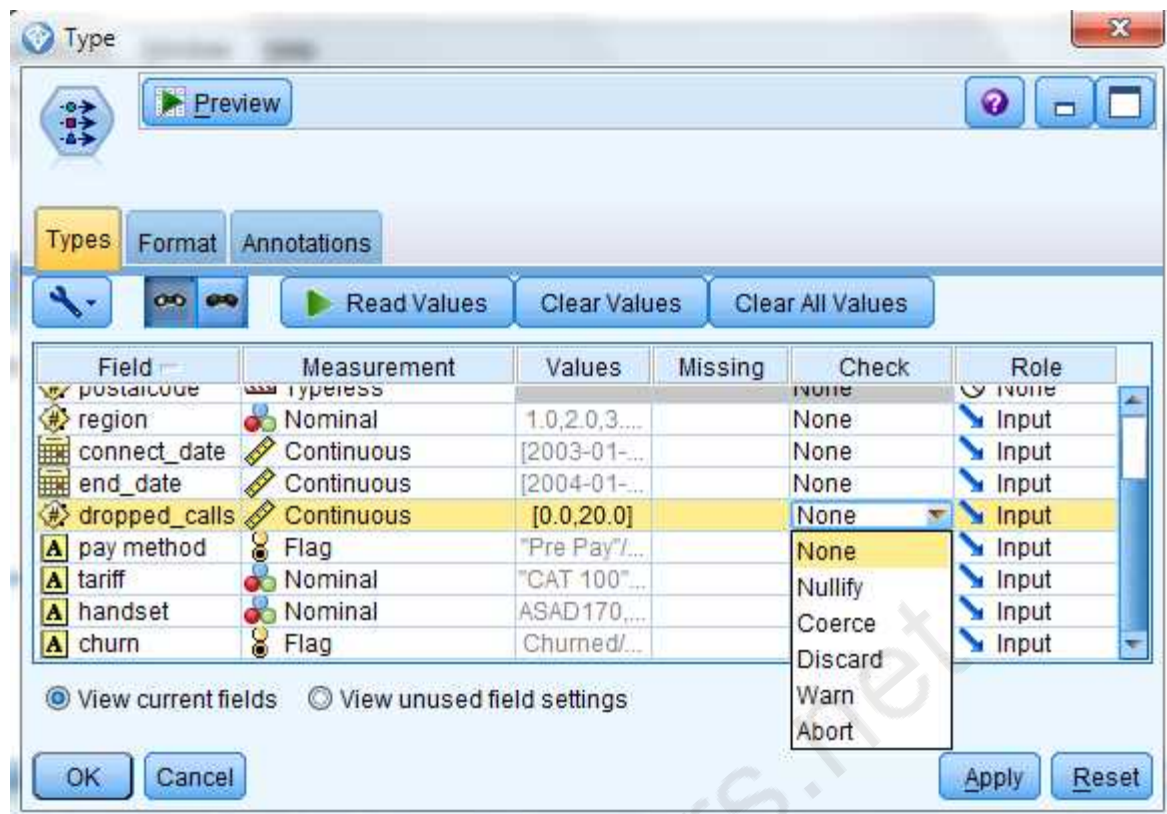 Type
Preview
Types Format Annotations
Read Values Clear Values Clear All Values
Field Measurement Values Missing Check Role
postalcode Typeless None None
region Nominal 1.0,2.0,3.... None Input
connect_date Continuous [2003-01-... None Input
end_date Continuous [2004-01-... None Input
dropped_calls Continuous [0.0,20.0] None Input
pay method Flag "Pre Pay"/... None Input
tariff Nominal "CAT 100"... Nullify Input
handset Nominal ASAD170,... Coerce Input
churn Flag Churned/... Discard Input
View current fields View unused field settings Warn
Abort
OK Cancel Apply Reset